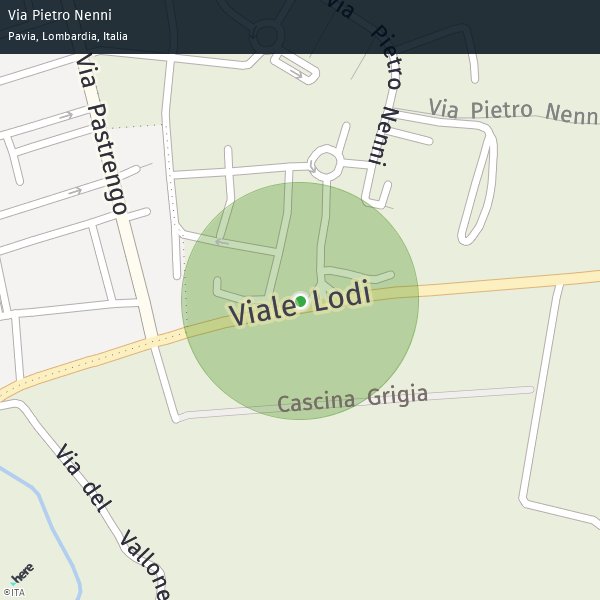 Via Pietro Nenni
Pavia, Lombardia, Italia
Via Pietro Nenni
Via Pastrengo
Via Pietro Nenn
Viale Lodi
Cascina Grigia
Via del Vallone
here
©ITA